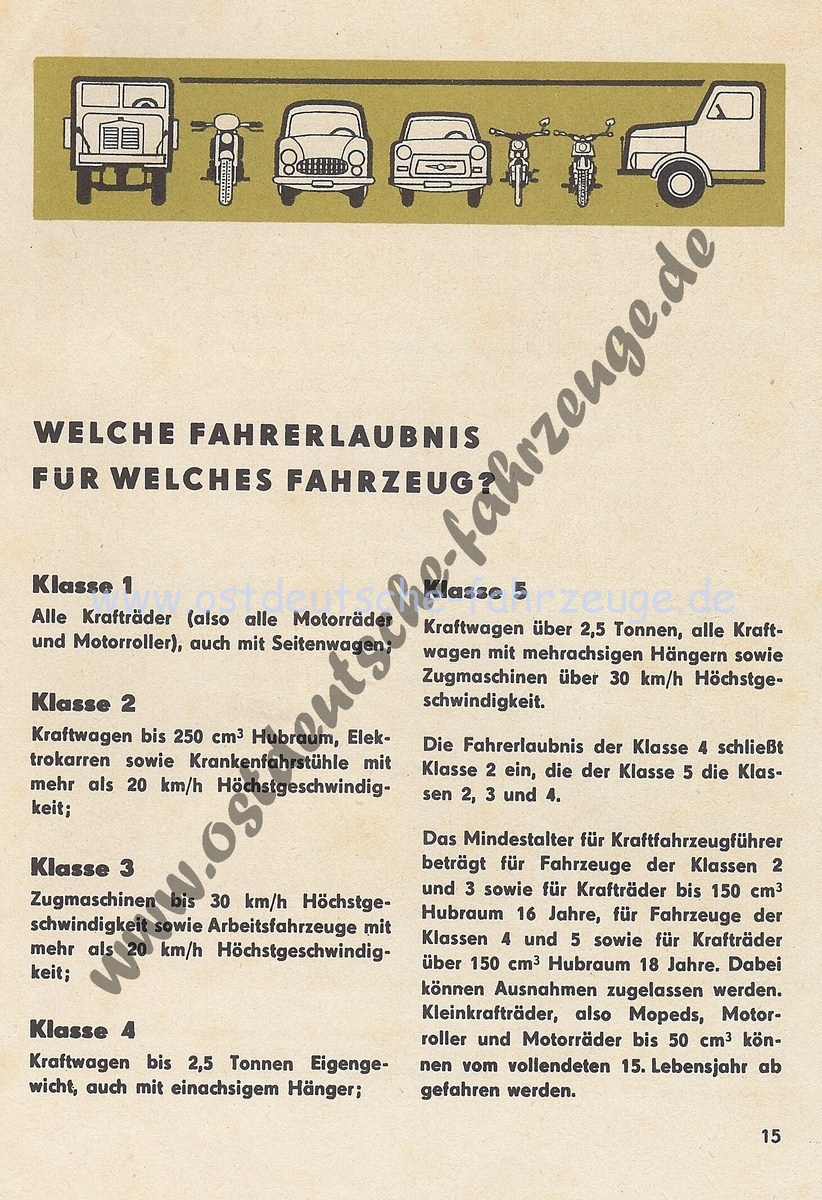 WELCHE FAHRERLAUBNIS
FÜR WELCHES FAHRZEUG?
Klasse 1
Alle Krafträder (also alle Motorräder
und Motorroller), auch mit Seitenwagen;
Klasse 2
Kraftwagen bis 250 cm³ Hubraum, Elek-
trokarren sowie Krankenfahrstühle mit
mehr als 20 km/h Höchstgeschwindig-
keit;
Klasse 3
Zugmaschinen bis 30 km/h Höchstge-
schwindigkeit sowie Arbeitsfahrzeuge mit
mehr als 20 km/h Höchstgeschwindig-
keit;
Klasse 4
Kraftwagen bis 2,5 Tonnen Eigenge-
wicht, auch mit einachsigem Hänger;
Klasse 5
Kraftwagen über 2,5 Tonnen, alle Kraft-
wagen mit mehrachsigen Hängern sowie
Zugmaschinen über 30 km/h Höchstge-
schwindigkeit.
Die Fahrerlaubnis der Klasse 4 schließt
Klasse 2 ein, die der Klasse 5 die Klas-
sen 2, 3 und 4.
Das Mindestalter für Kraftfahrzeugführer
beträgt für Fahrzeuge der Klassen 2
und 3 sowie für Krafträder bis 150 cm³
Hubraum 16 Jahre, für Fahrzeuge der
Klassen 4 und 5 sowie für Krafträder
über 150 cm³ Hubraum 18 Jahre. Dabei
können Ausnahmen zugelassen werden.
Kleinkrafträder, also Mopeds, Motor-
roller und Motorräder bis 50 cm³ kön-
nen vom vollendeten 15. Lebensjahr ab
gefahren werden.
15
www.ostdeutsche-fahrzeuge.de
www.ostdeutsche-fahrzeuge.de